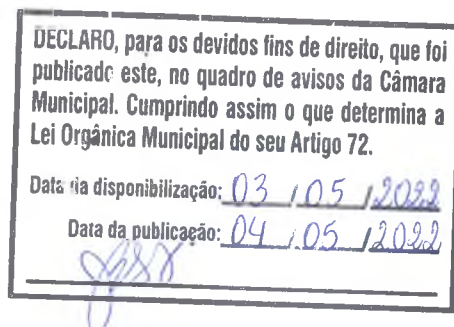 DECLARO, para os devidos fins de direito, que foi
publicado este, no quadro de avisos da Câmara
Municipal. Cumprindo assim o que determina a
Lei Orgânica Municipal do seu Artigo 72.
Data da disponibilização: 03 / 05 / 2022
Data da publicação: 04 / 05 / 2022